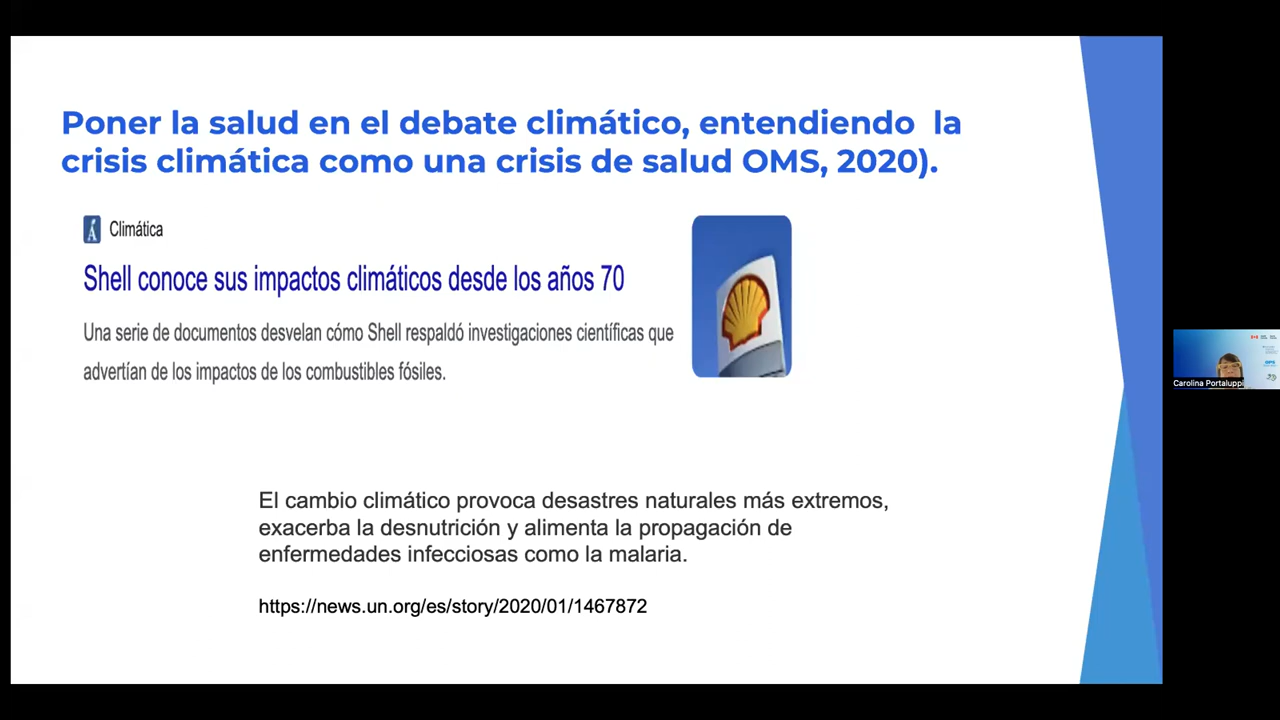 Poner la salud en el debate climático, entendiendo  la
crisis climática como una crisis de salud OMS, 2020).
Climática
Shell conoce sus impactos climáticos desde los años 70
Una serie de documentos desvelan cómo Shell respaldó investigaciones científicas que
advertían de los impactos de los combustibles fósiles.
El cambio climático provoca desastres naturales más extremos,
exacerba la desnutrición y alimenta la propagación de
enfermedades infecciosas como la malaria.
https://news.un.org/es/story/2020/01/1467872
Carolina Portaluppi